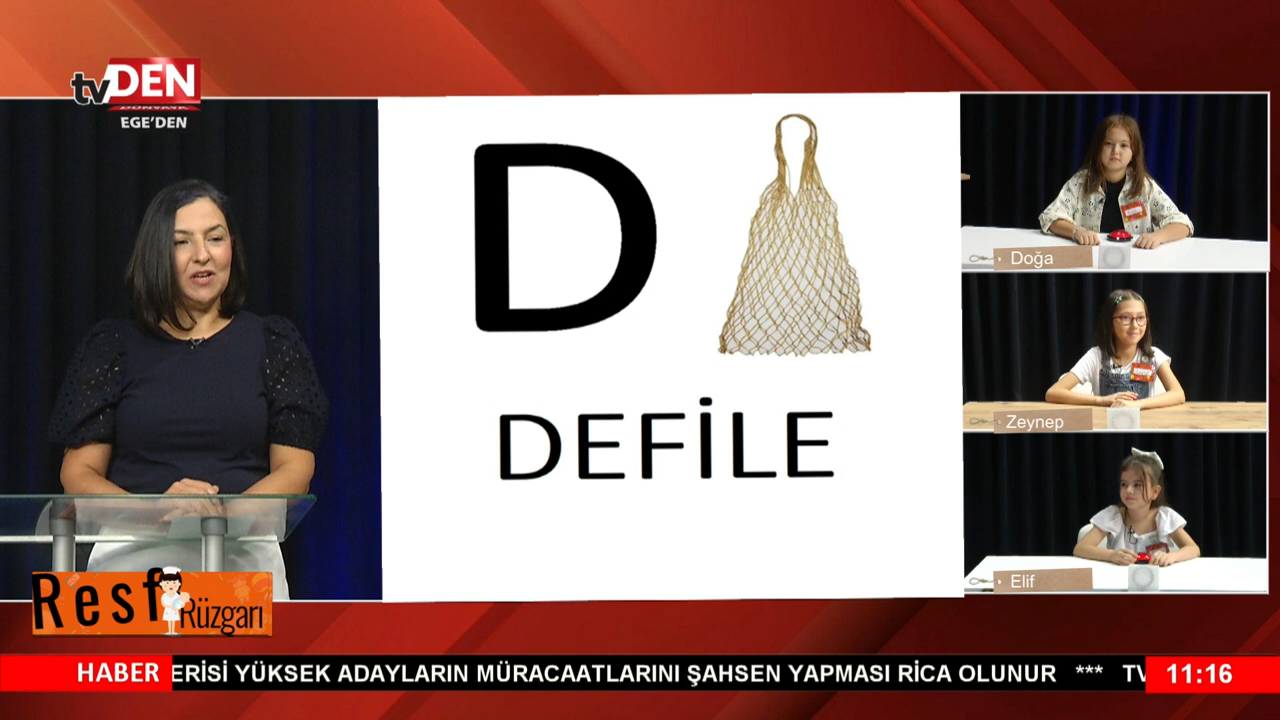 tvDEN
EGE'DEN
D
DEFİLE
Doğa
Zeynep
Elif
Resf
Rüzgarı
HABER
ERİSİ YÜKSEK ADAYLARIN MÜRACAATLARINI ŞAHSEN YAPMASI RİCA OLUNUR *** TV
11:16